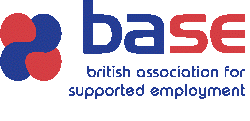 base
british association for
supported employment